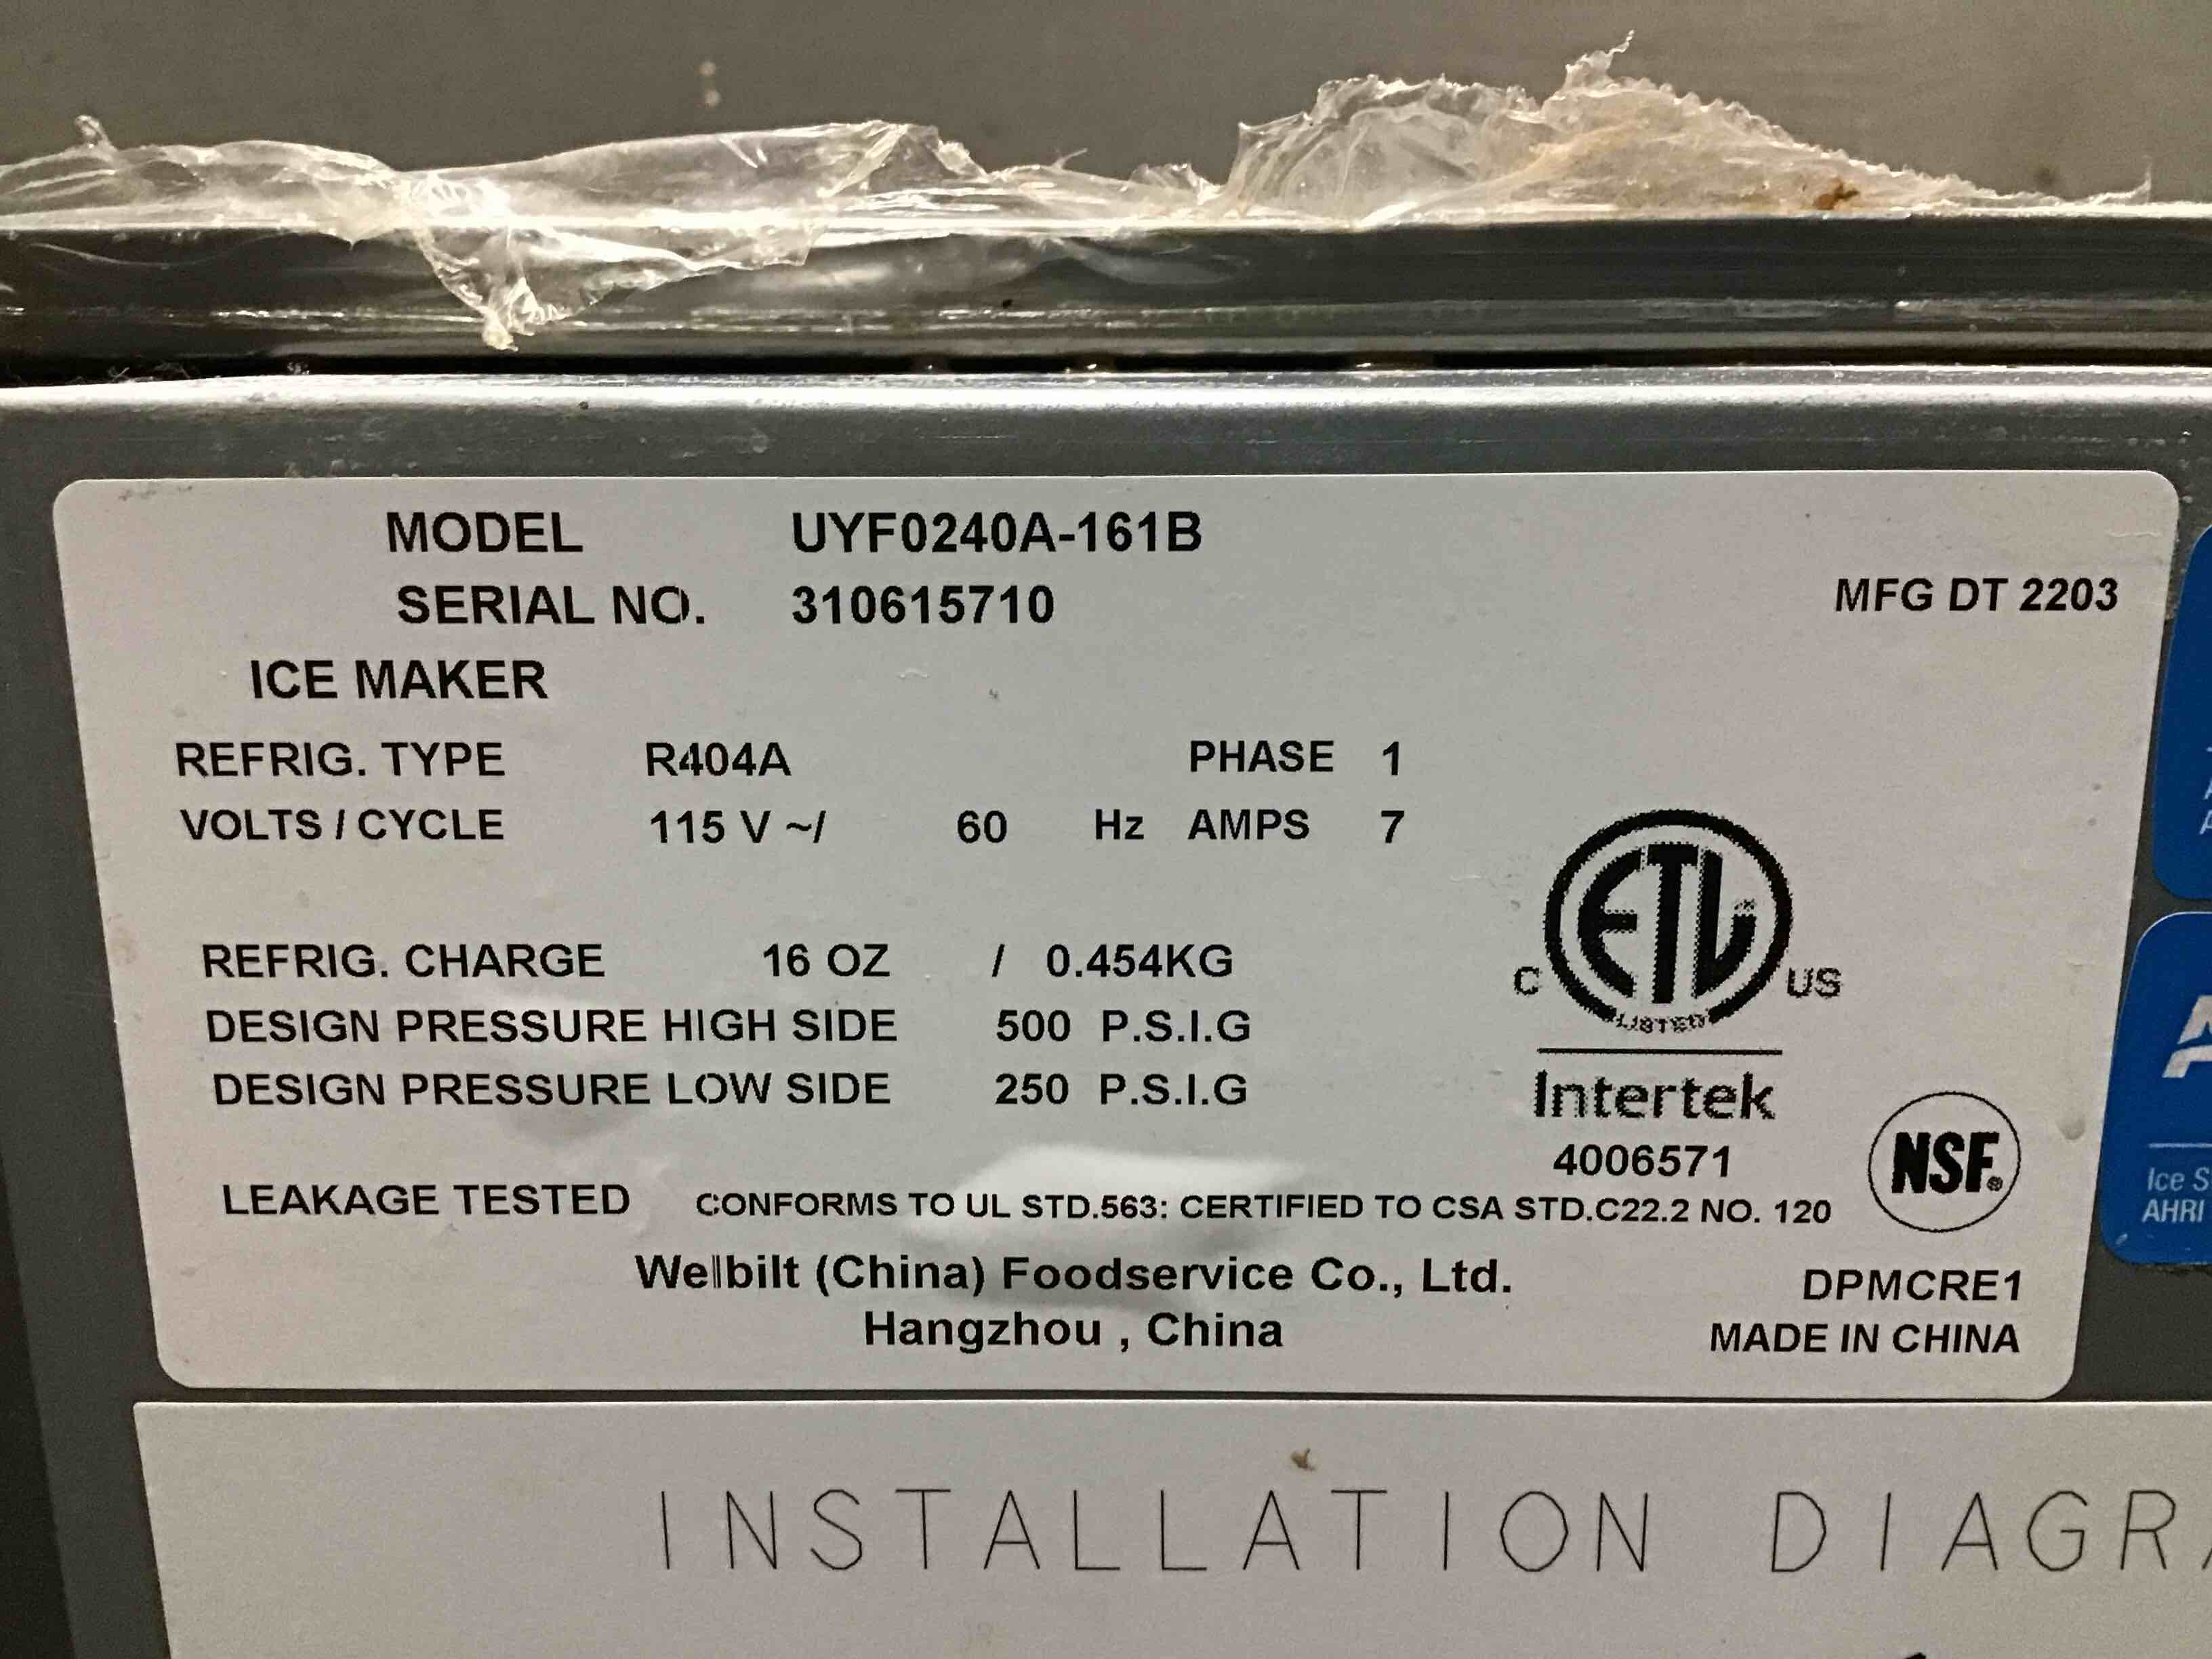 MODEL UYF0240A-161B
SERIAL NO. 310615710
MFG DT 2203
ICE MAKER
REFRIG. TYPE R404A PHASE 1
VOLTS / CYCLE 115 V ~/ 60 Hz AMPS 7
REFRIG. CHARGE 16 OZ / 0.454KG
DESIGN PRESSURE HIGH SIDE 500 P.S.I.G
DESIGN PRESSURE LOW SIDE 250 P.S.I.G
C ETL US
LISTED
Intertek
4006571
NSF®
LEAKAGE TESTED CONFORMS TO UL STD.563: CERTIFIED TO CSA STD.C22.2 NO. 120
Welbilt (China) Foodservice Co., Ltd.
Hangzhou , China
DPMCRE1
MADE IN CHINA
Ice
AHRI
INSTALLATION